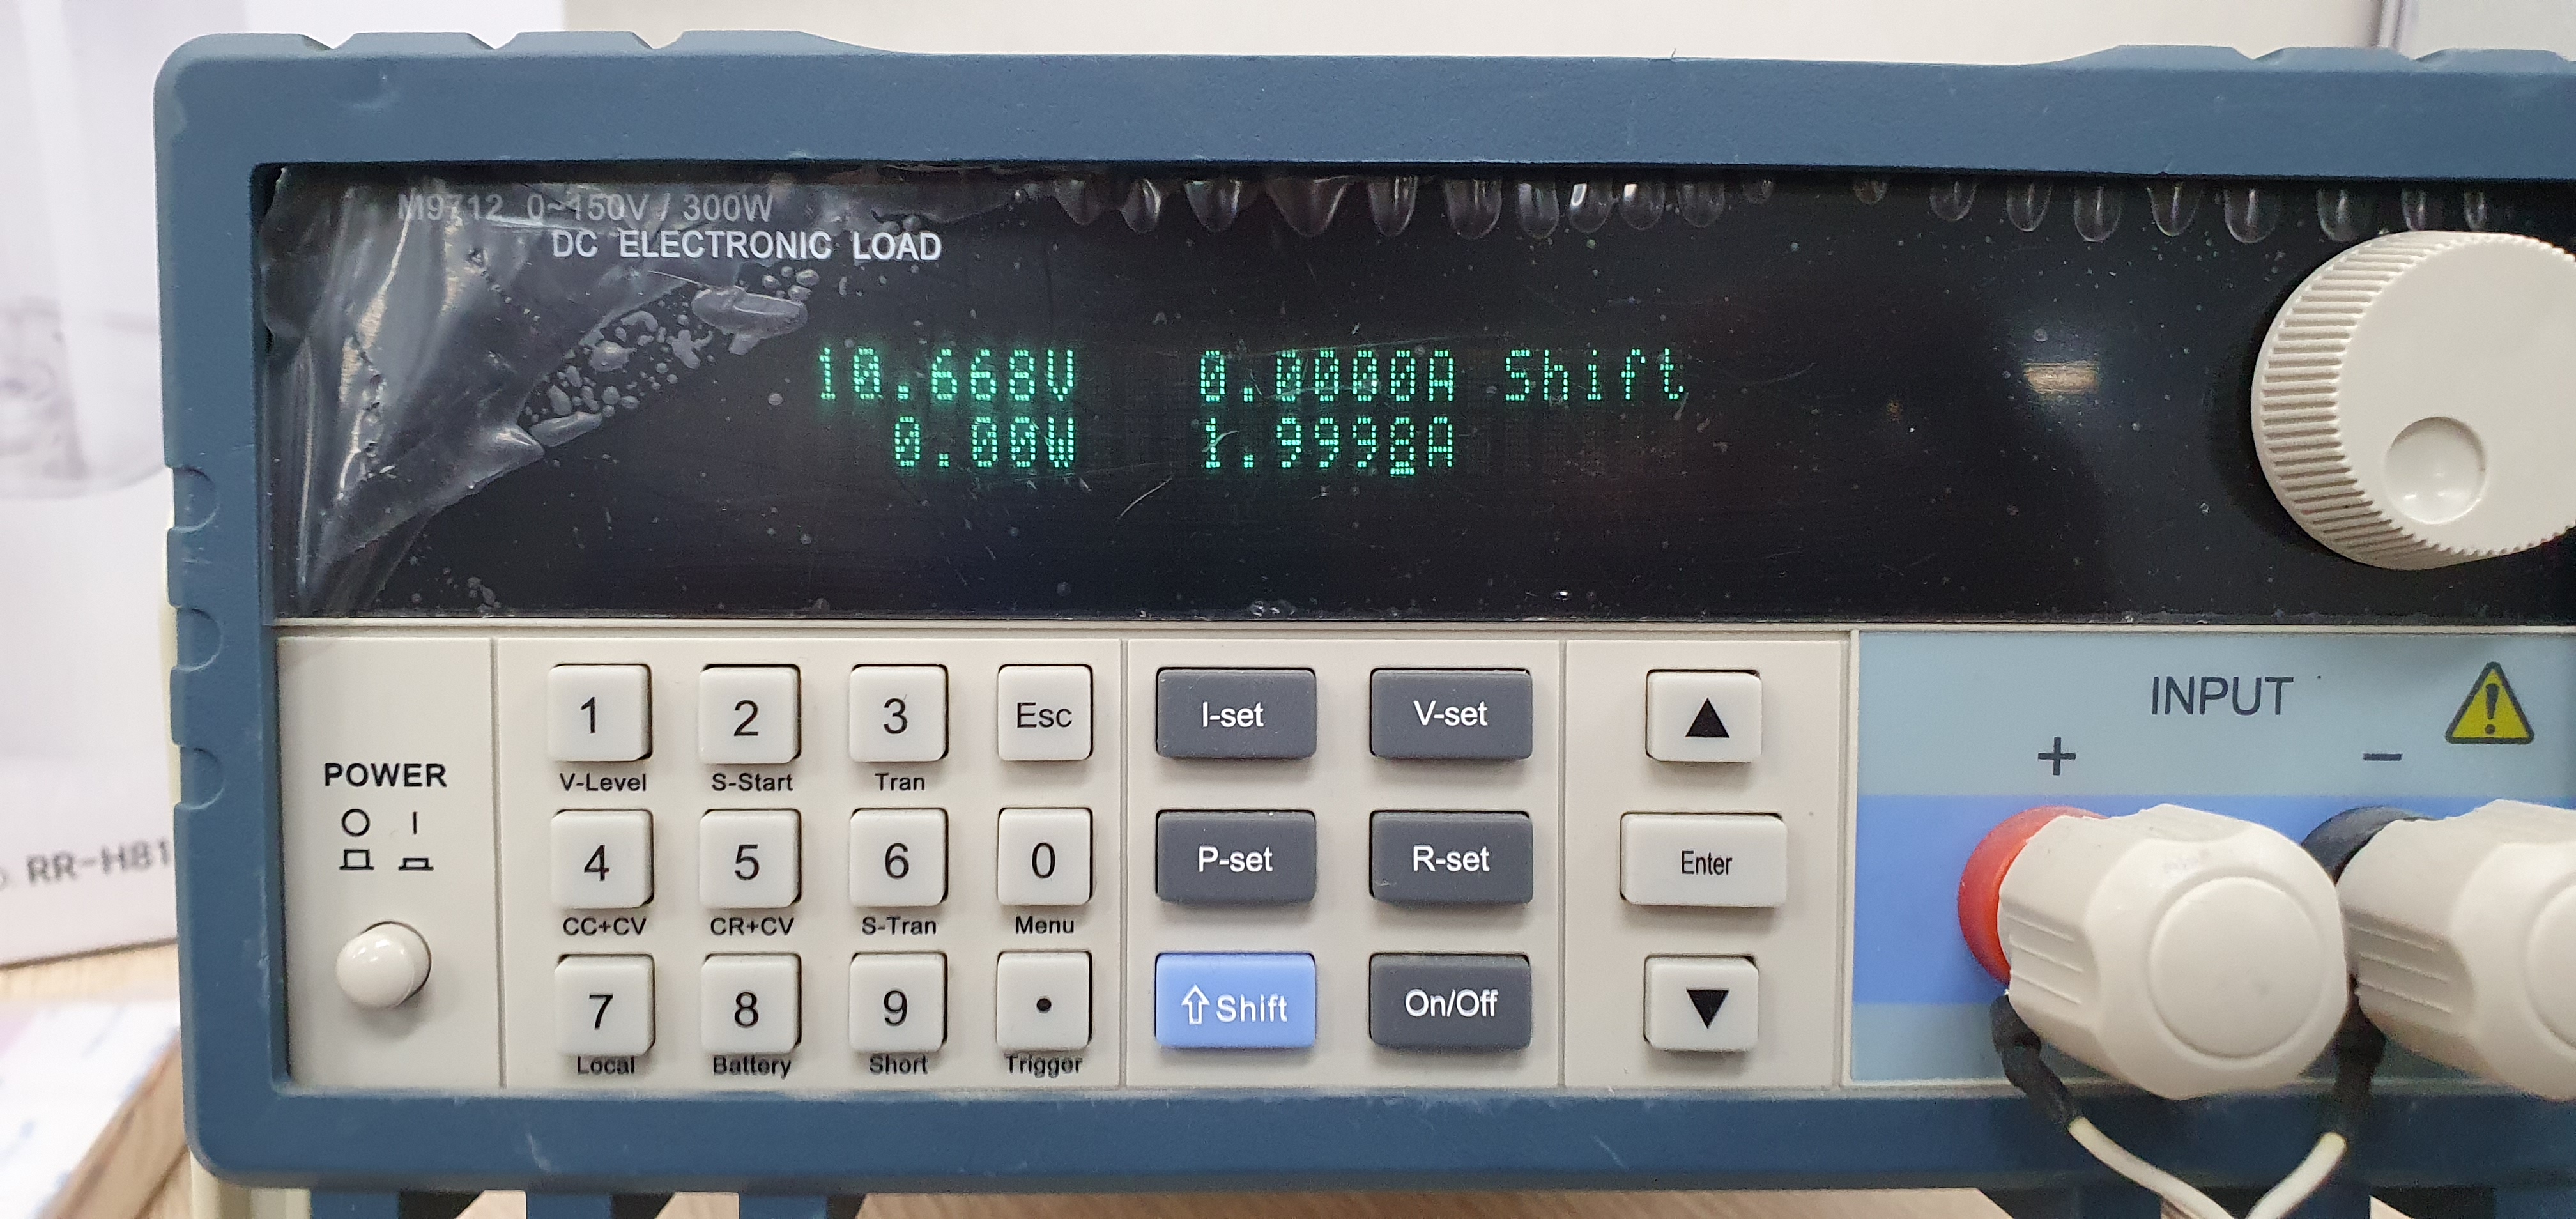 M9712 0~150V / 300W
DC ELECTRONIC LOAD
10.668V 0.0000A Shift
0.00W 1.9998A
1 2 3 Esc I-set V-set ▲
V-Level S-Start Tran
INPUT
+ −
POWER
O I
4 5 6 0 P-set R-set Enter
CC+CV CR+CV S-Tran Menu
7 8 9 • ⇧ Shift On/Off ▼
Local Battery Short Trigger
RR-H81